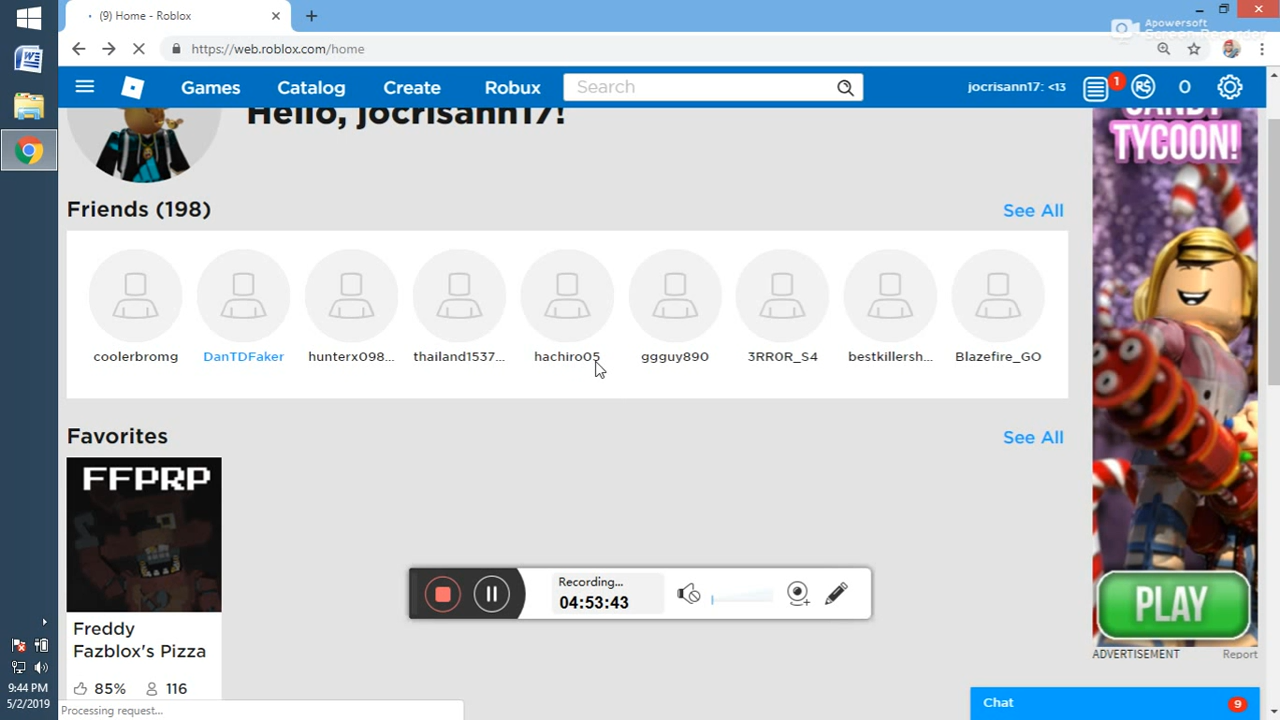 (9) Home - Roblox
Apowersoft
Screen Recorder
https://web.roblox.com/home
Games
Catalog
Create
Robux
Search
jocrisann17: <13
1
R$
0
Hello, jocrisann17!
CANDY
TYCOON!
Friends (198)
See All
coolerbromg
DanTDFaker
hunterx098...
thailand1537...
hachiro05
ggguy890
3RR0R_S4
bestkillersh...
Blazefire_GO
Favorites
See All
FFPRP
Recording...
04:53:43
PLAY
Freddy
Fazblox's Pizza
85%
116
ADVERTISEMENT
Report
9:44 PM
5/2/2019
Processing request...
Chat
9